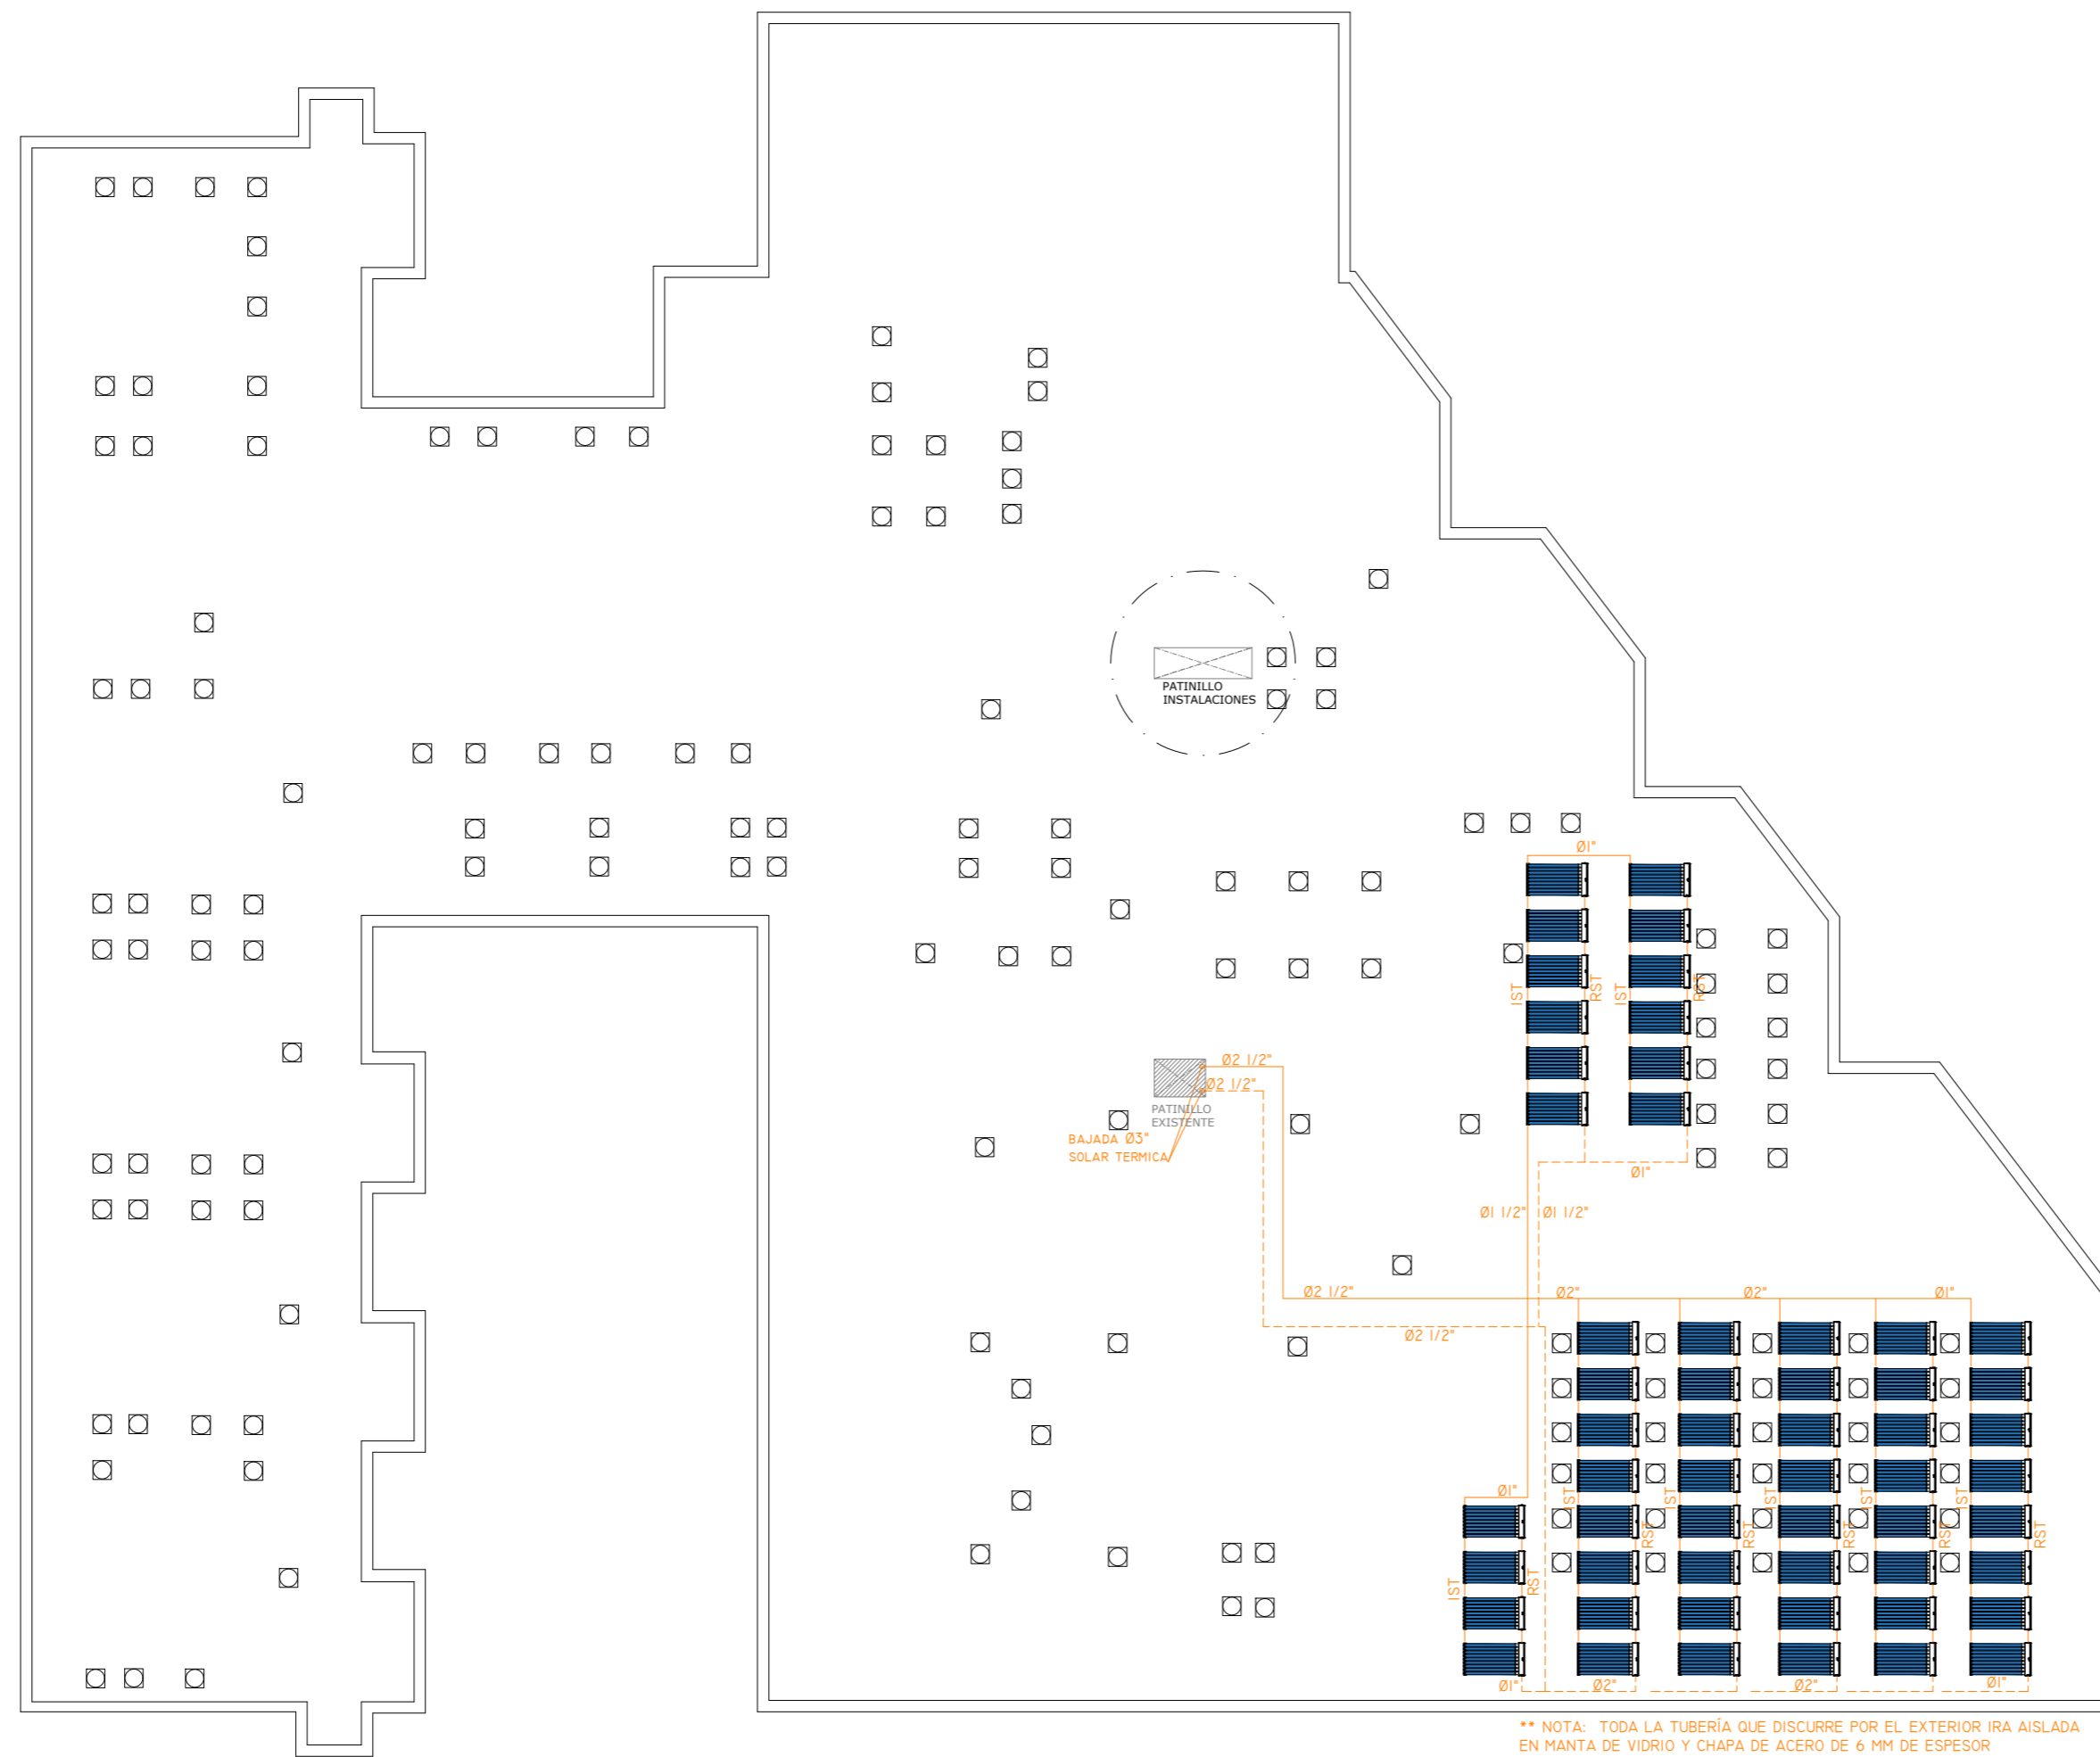 PATINILLO
INSTALACIONES
Ø1"
IST
RST
IST
RST
Ø2 1/2"
Ø2 1/2"
PATINILLO
EXISTENTE
BAJADA Ø3"
SOLAR TERMICA
Ø1"
Ø1 1/2"
Ø1 1/2"
Ø2 1/2"
Ø2"
Ø2"
Ø1"
Ø2 1/2"
Ø1"
IST
IST
IST
IST
IST
RST
RST
RST
RST
RST
IST
RST
Ø1"
Ø2"
Ø2"
Ø1"
** NOTA: TODA LA TUBERÍA QUE DISCURRE POR EL EXTERIOR IRA AISLADA
EN MANTA DE VIDRIO Y CHAPA DE ACERO DE 6 MM DE ESPESOR